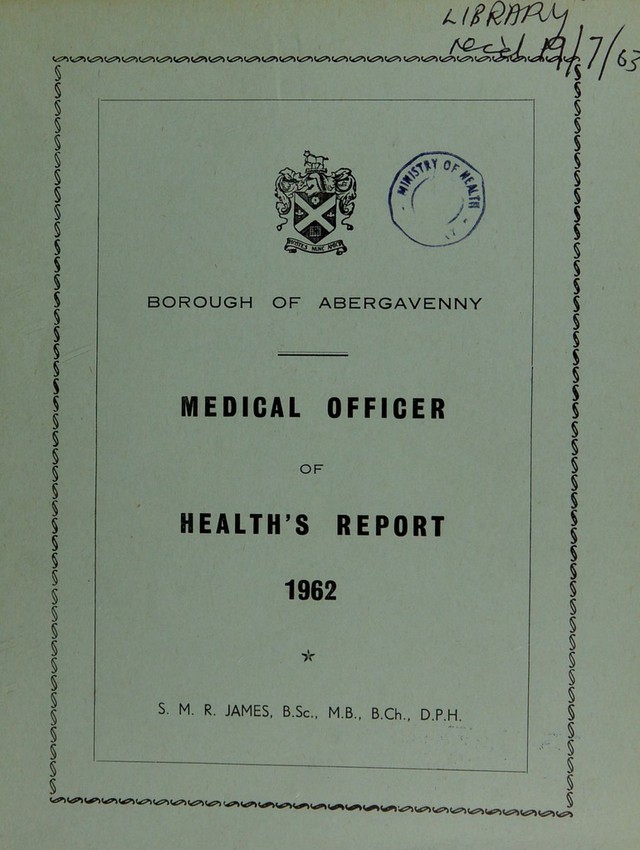 LIBRARY
rec'd 19/7/63
MINISTRY OF HEALTH
BOROUGH OF ABERGAVENNY
MEDICAL OFFICER
OF
HEALTH'S REPORT
1962
S. M. R. JAMES, B.Sc., M.B., B.Ch., D.P.H.